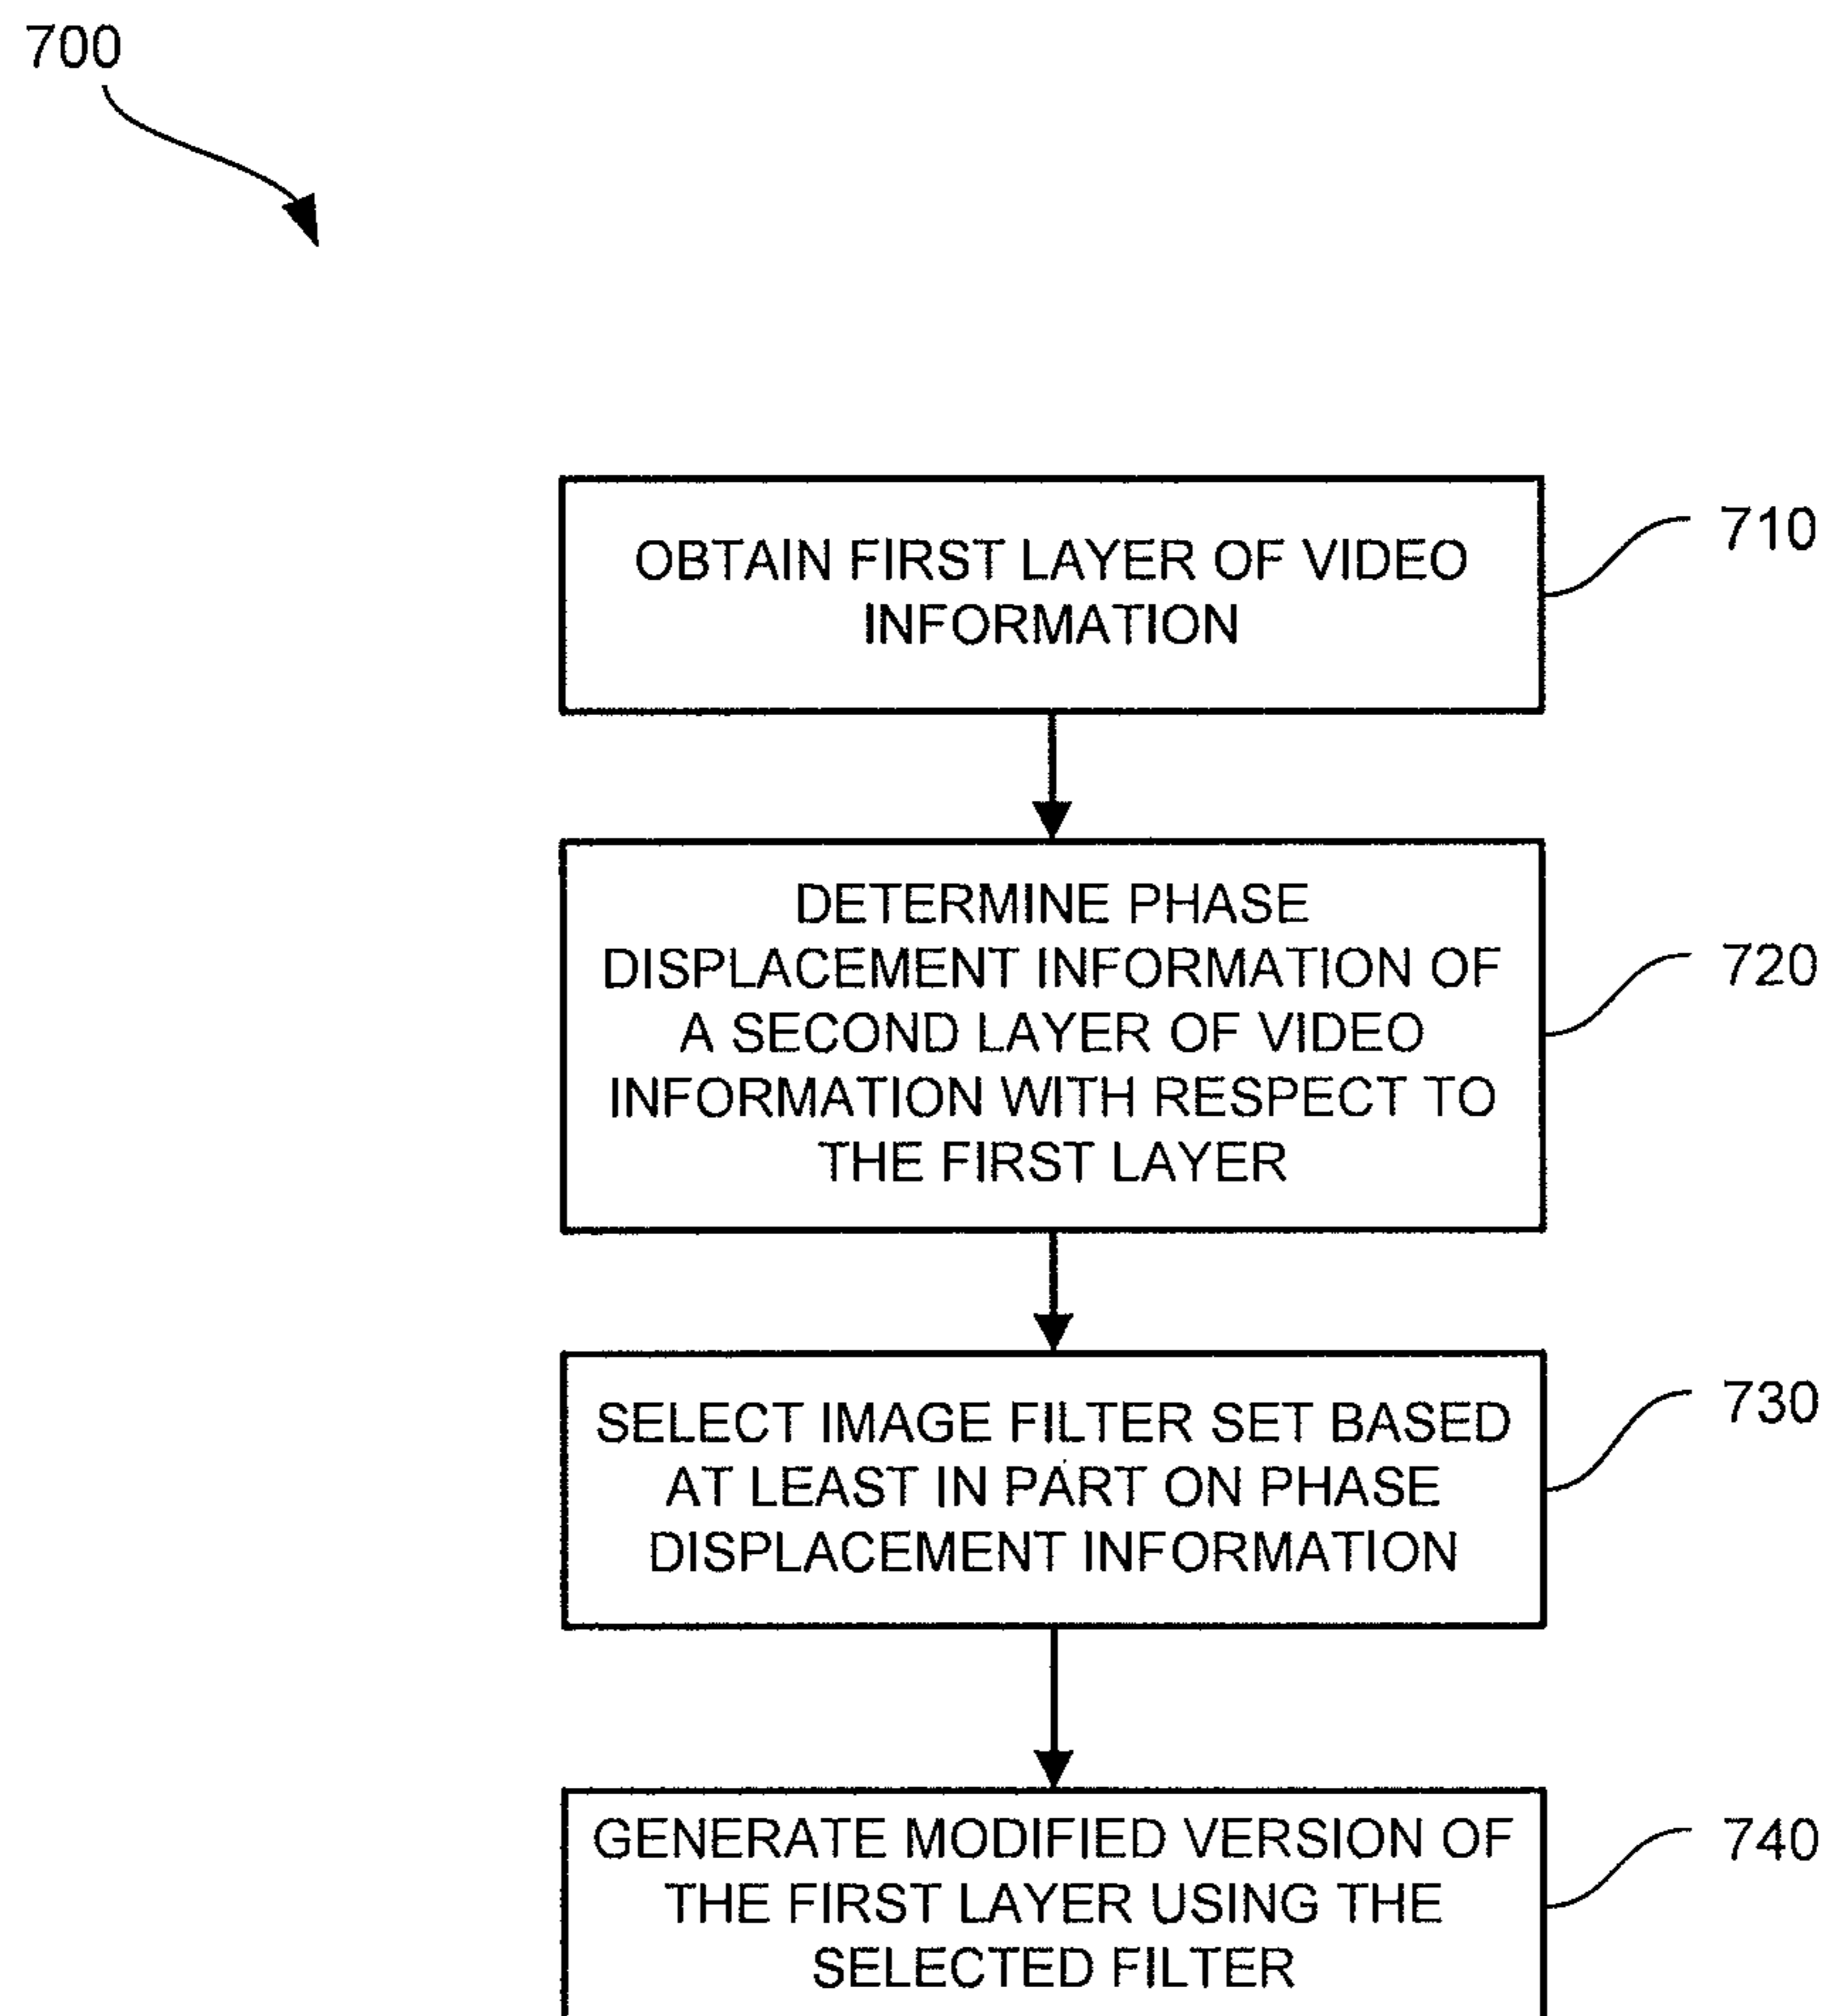 700
OBTAIN FIRST LAYER OF VIDEO
INFORMATION
710
DETERMINE PHASE
DISPLACEMENT INFORMATION OF
A SECOND LAYER OF VIDEO
INFORMATION WITH RESPECT TO
THE FIRST LAYER
720
SELECT IMAGE FILTER SET BASED
AT LEAST IN PART ON PHASE
DISPLACEMENT INFORMATION
730
GENERATE MODIFIED VERSION OF
THE FIRST LAYER USING THE
SELECTED FILTER
740